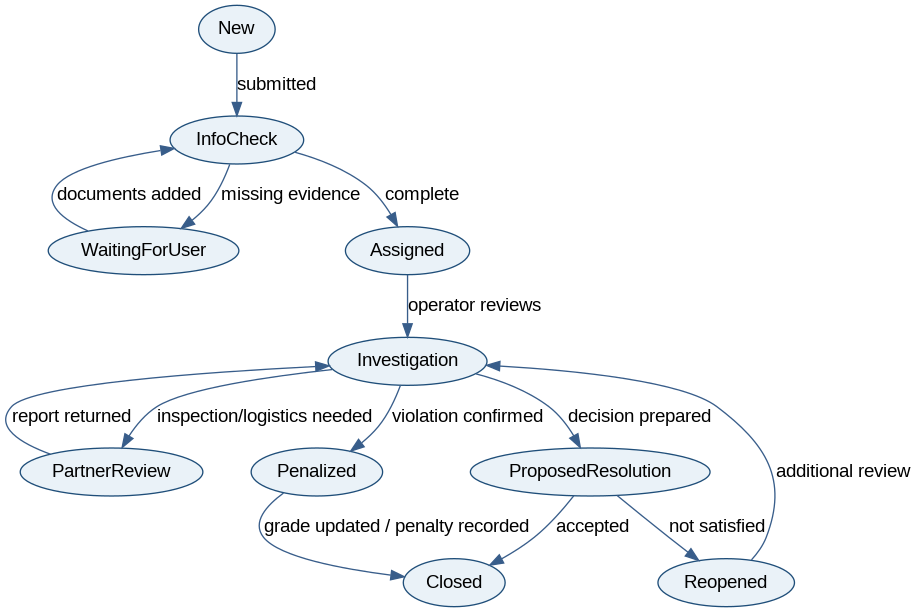 New
submitted
InfoCheck
documents added
missing evidence
complete
WaitingForUser
Assigned
operator reviews
Investigation
report returned
inspection/logistics needed
violation confirmed
decision prepared
PartnerReview
Penalized
ProposedResolution
additional review
grade updated / penalty recorded
accepted
not satisfied
Closed
Reopened